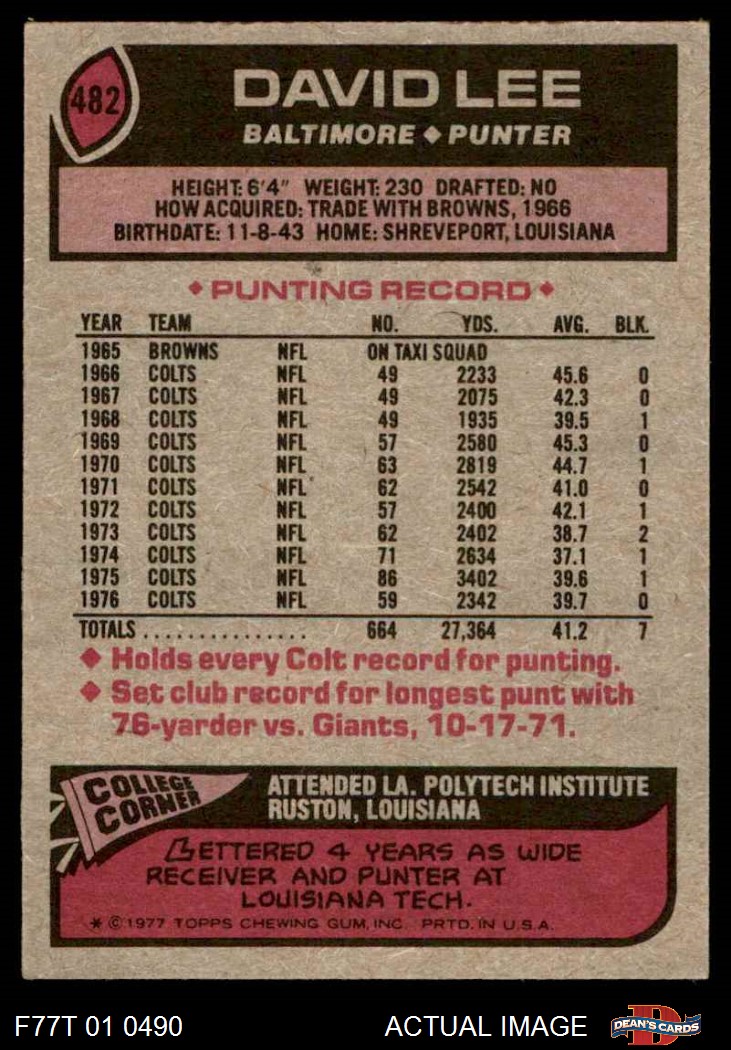 482
DAVID LEE
BALTIMORE ◆ PUNTER
HEIGHT: 6'4" WEIGHT: 230 DRAFTED: NO
HOW ACQUIRED: TRADE WITH BROWNS, 1966
BIRTHDATE: 11-8-43 HOME: SHREVEPORT, LOUISIANA
◆ PUNTING RECORD ◆
YEAR TEAM NO. YDS. AVG. BLK.
1965 BROWNS NFL ON TAXI SQUAD
1966 COLTS NFL 49 2233 45.6 0
1967 COLTS NFL 49 2075 42.3 0
1968 COLTS NFL 49 1935 39.5 1
1969 COLTS NFL 57 2580 45.3 0
1970 COLTS NFL 63 2819 44.7 1
1971 COLTS NFL 62 2542 41.0 0
1972 COLTS NFL 57 2400 42.1 1
1973 COLTS NFL 62 2402 38.7 2
1974 COLTS NFL 71 2634 37.1 1
1975 COLTS NFL 86 3402 39.6 1
1976 COLTS NFL 59 2342 39.7 0
TOTALS ............... 664 27,364 41.2 7
◆ Holds every Colt record for punting.
◆ Set club record for longest punt with
76-yarder vs. Giants, 10-17-71.
COLLEGE
CORNER
ATTENDED LA. POLYTECH INSTITUTE
RUSTON, LOUISIANA
LETTERED 4 YEARS AS WIDE
RECEIVER AND PUNTER AT
LOUISIANA TECH.
* © 1977 TOPPS CHEWING GUM, INC. PRTD. IN U.S.A.
F77T 01 0490 ACTUAL IMAGE
D
DEAN'S CARDS